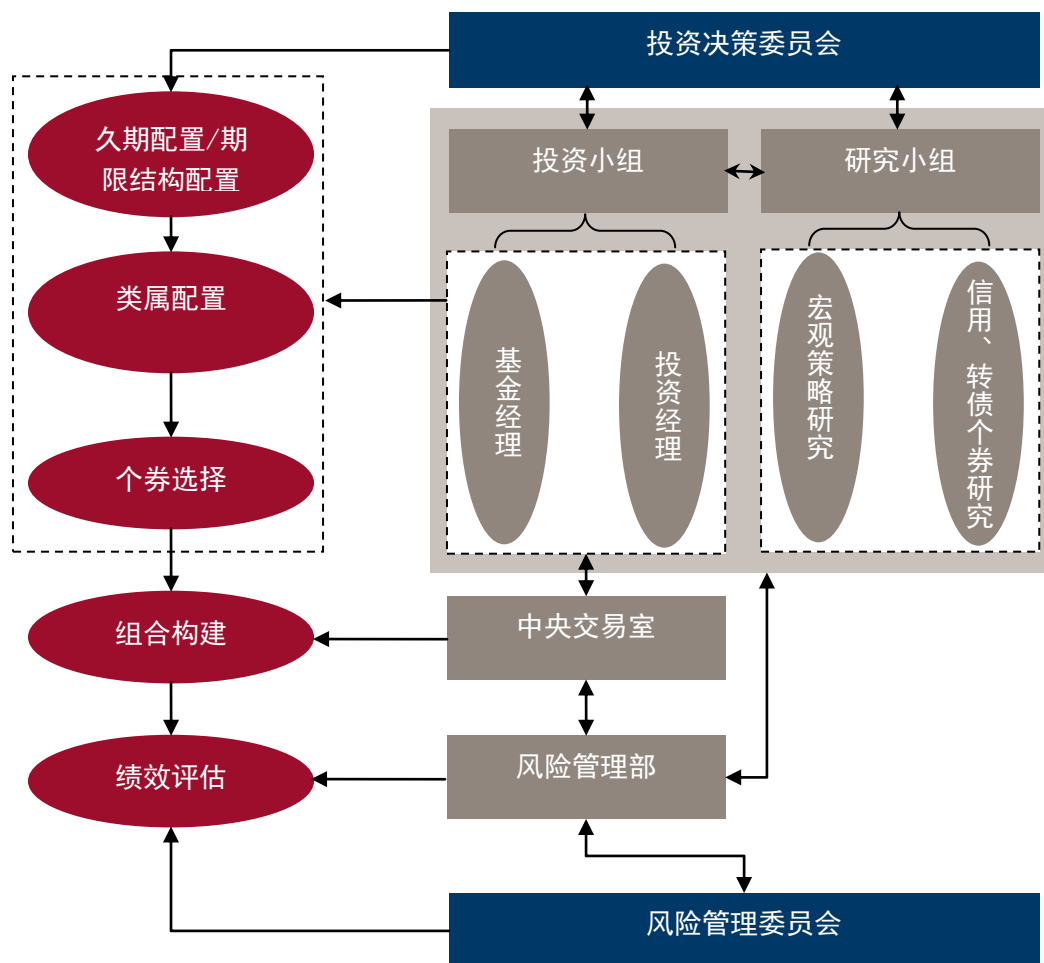 投资决策委员会
久期配置/期
限结构配置
投资小组
研究小组
类属配置
基金经理
投资经理
宏观策略研究
信用、转债个券研究
个券选择
组合构建
中央交易室
绩效评估
风险管理部
风险管理委员会